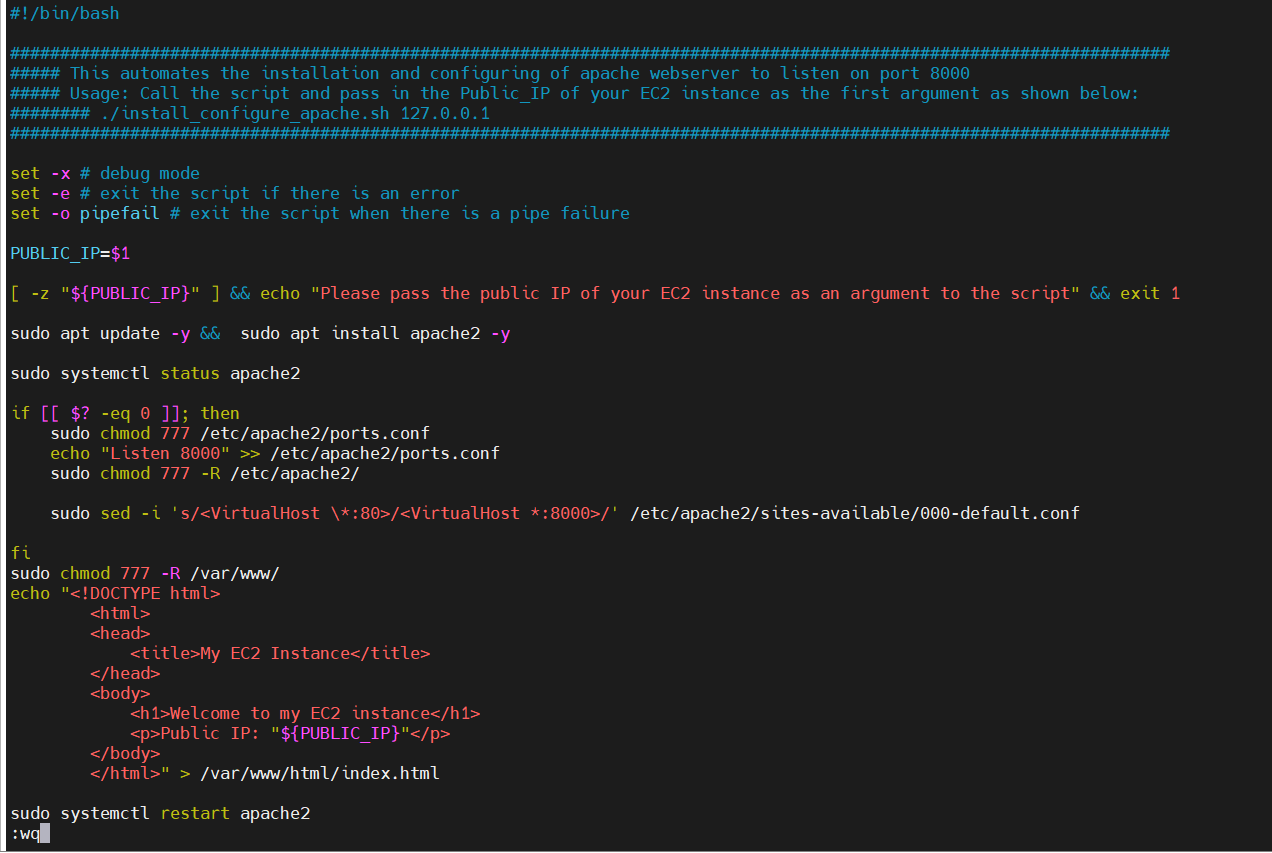 #!/bin/bash

####################################################################################################################
##### This automates the installation and configuring of apache webserver to listen on port 8000
##### Usage: Call the script and pass in the Public_IP of your EC2 instance as the first argument as shown below:
######## ./install_configure_apache.sh 127.0.0.1
####################################################################################################################

set -x # debug mode
set -e # exit the script if there is an error
set -o pipefail # exit the script when there is a pipe failure

PUBLIC_IP=$1

[ -z "${PUBLIC_IP}" ] && echo "Please pass the public IP of your EC2 instance as an argument to the script" && exit 1

sudo apt update -y &&  sudo apt install apache2 -y

sudo systemctl status apache2

if [[ $? -eq 0 ]]; then
    sudo chmod 777 /etc/apache2/ports.conf
    echo "Listen 8000" >> /etc/apache2/ports.conf
    sudo chmod 777 -R /etc/apache2/

    sudo sed -i 's/<VirtualHost \*:80>/<VirtualHost *:8000>/' /etc/apache2/sites-available/000-default.conf

fi
sudo chmod 777 -R /var/www/
echo "<!DOCTYPE html>
        <html>
        <head>
            <title>My EC2 Instance</title>
        </head>
        <body>
            <h1>Welcome to my EC2 instance</h1>
            <p>Public IP: "${PUBLIC_IP}"</p>
        </body>
        </html>" > /var/www/html/index.html

sudo systemctl restart apache2
:wq